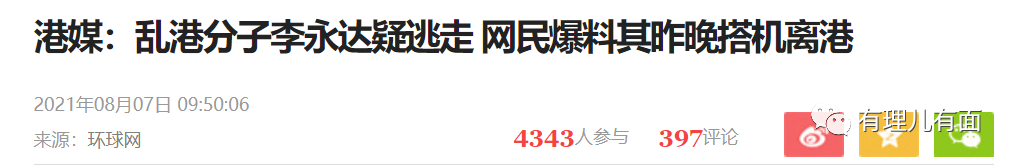 港媒：乱港分子李永达疑逃走 网民爆料其昨晚搭机离港
2021年08月07日 09:50:06
来源：环球网
4343人参与 397评论
有理儿有面